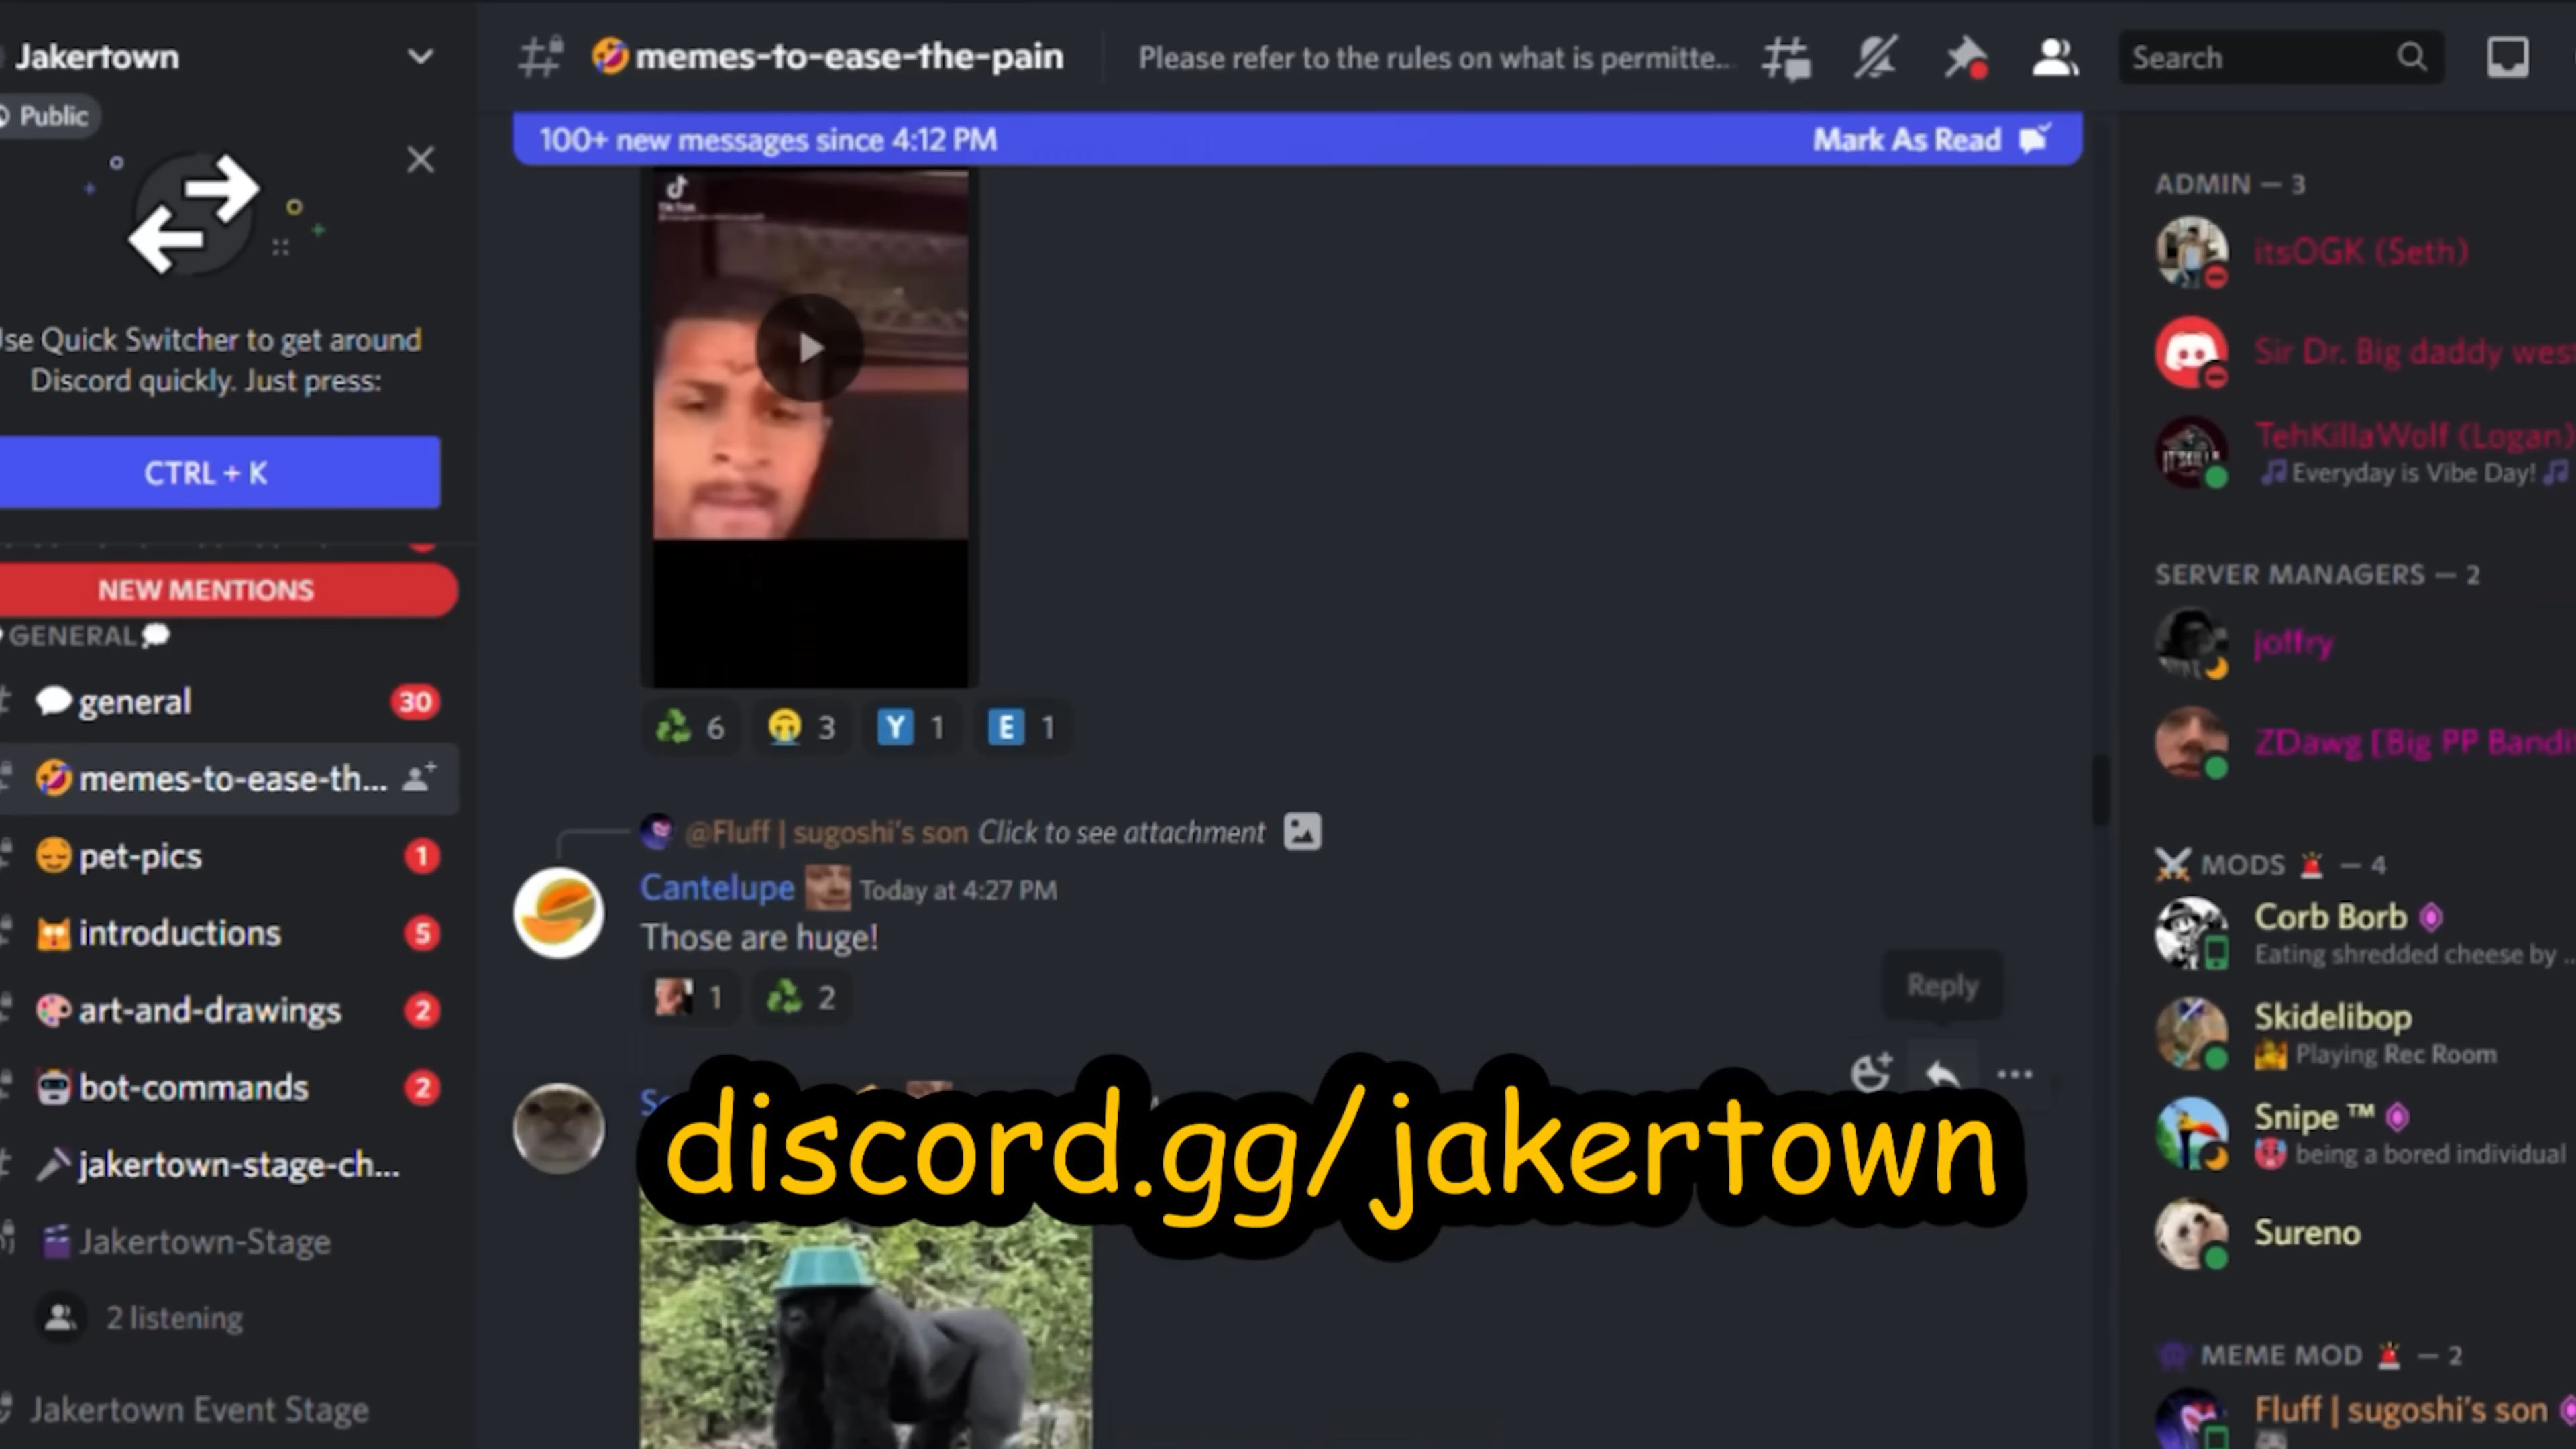 Jakertown
Public
se Quick Switcher to get around
Discord quickly. Just press:
CTRL + K
NEW MENTIONS
GENERAL
general 30
memes-to-ease-th...
pet-pics 1
introductions 5
art-and-drawings 2
bot-commands 2
jakertown-stage-ch...
Jakertown-Stage
2 listening
Jakertown Event Stage
memes-to-ease-the-pain Please refer to the rules on what is permitte...
Search
100+ new messages since 4:12 PM Mark As Read
TikTok
6 3 Y 1 E 1
@Fluff | sugoshi's son Click to see attachment
Cantelupe Today at 4:27 PM
Those are huge!
1 2
Reply
discord.gg/jakertown
ADMIN — 3
itsOGK (Seth)
Sir Dr. Big daddy west
TehKillaWolf (Logan)
Everyday is Vibe Day!
SERVER MANAGERS — 2
joffry
ZDawg [Big PP Bandi
MODS — 4
Corb Borb
Eating shredded cheese by ...
Skidelibop
Playing Rec Room
Snipe ™
being a bored individual
Sureno
MEME MOD — 2
Fluff | sugoshi's son